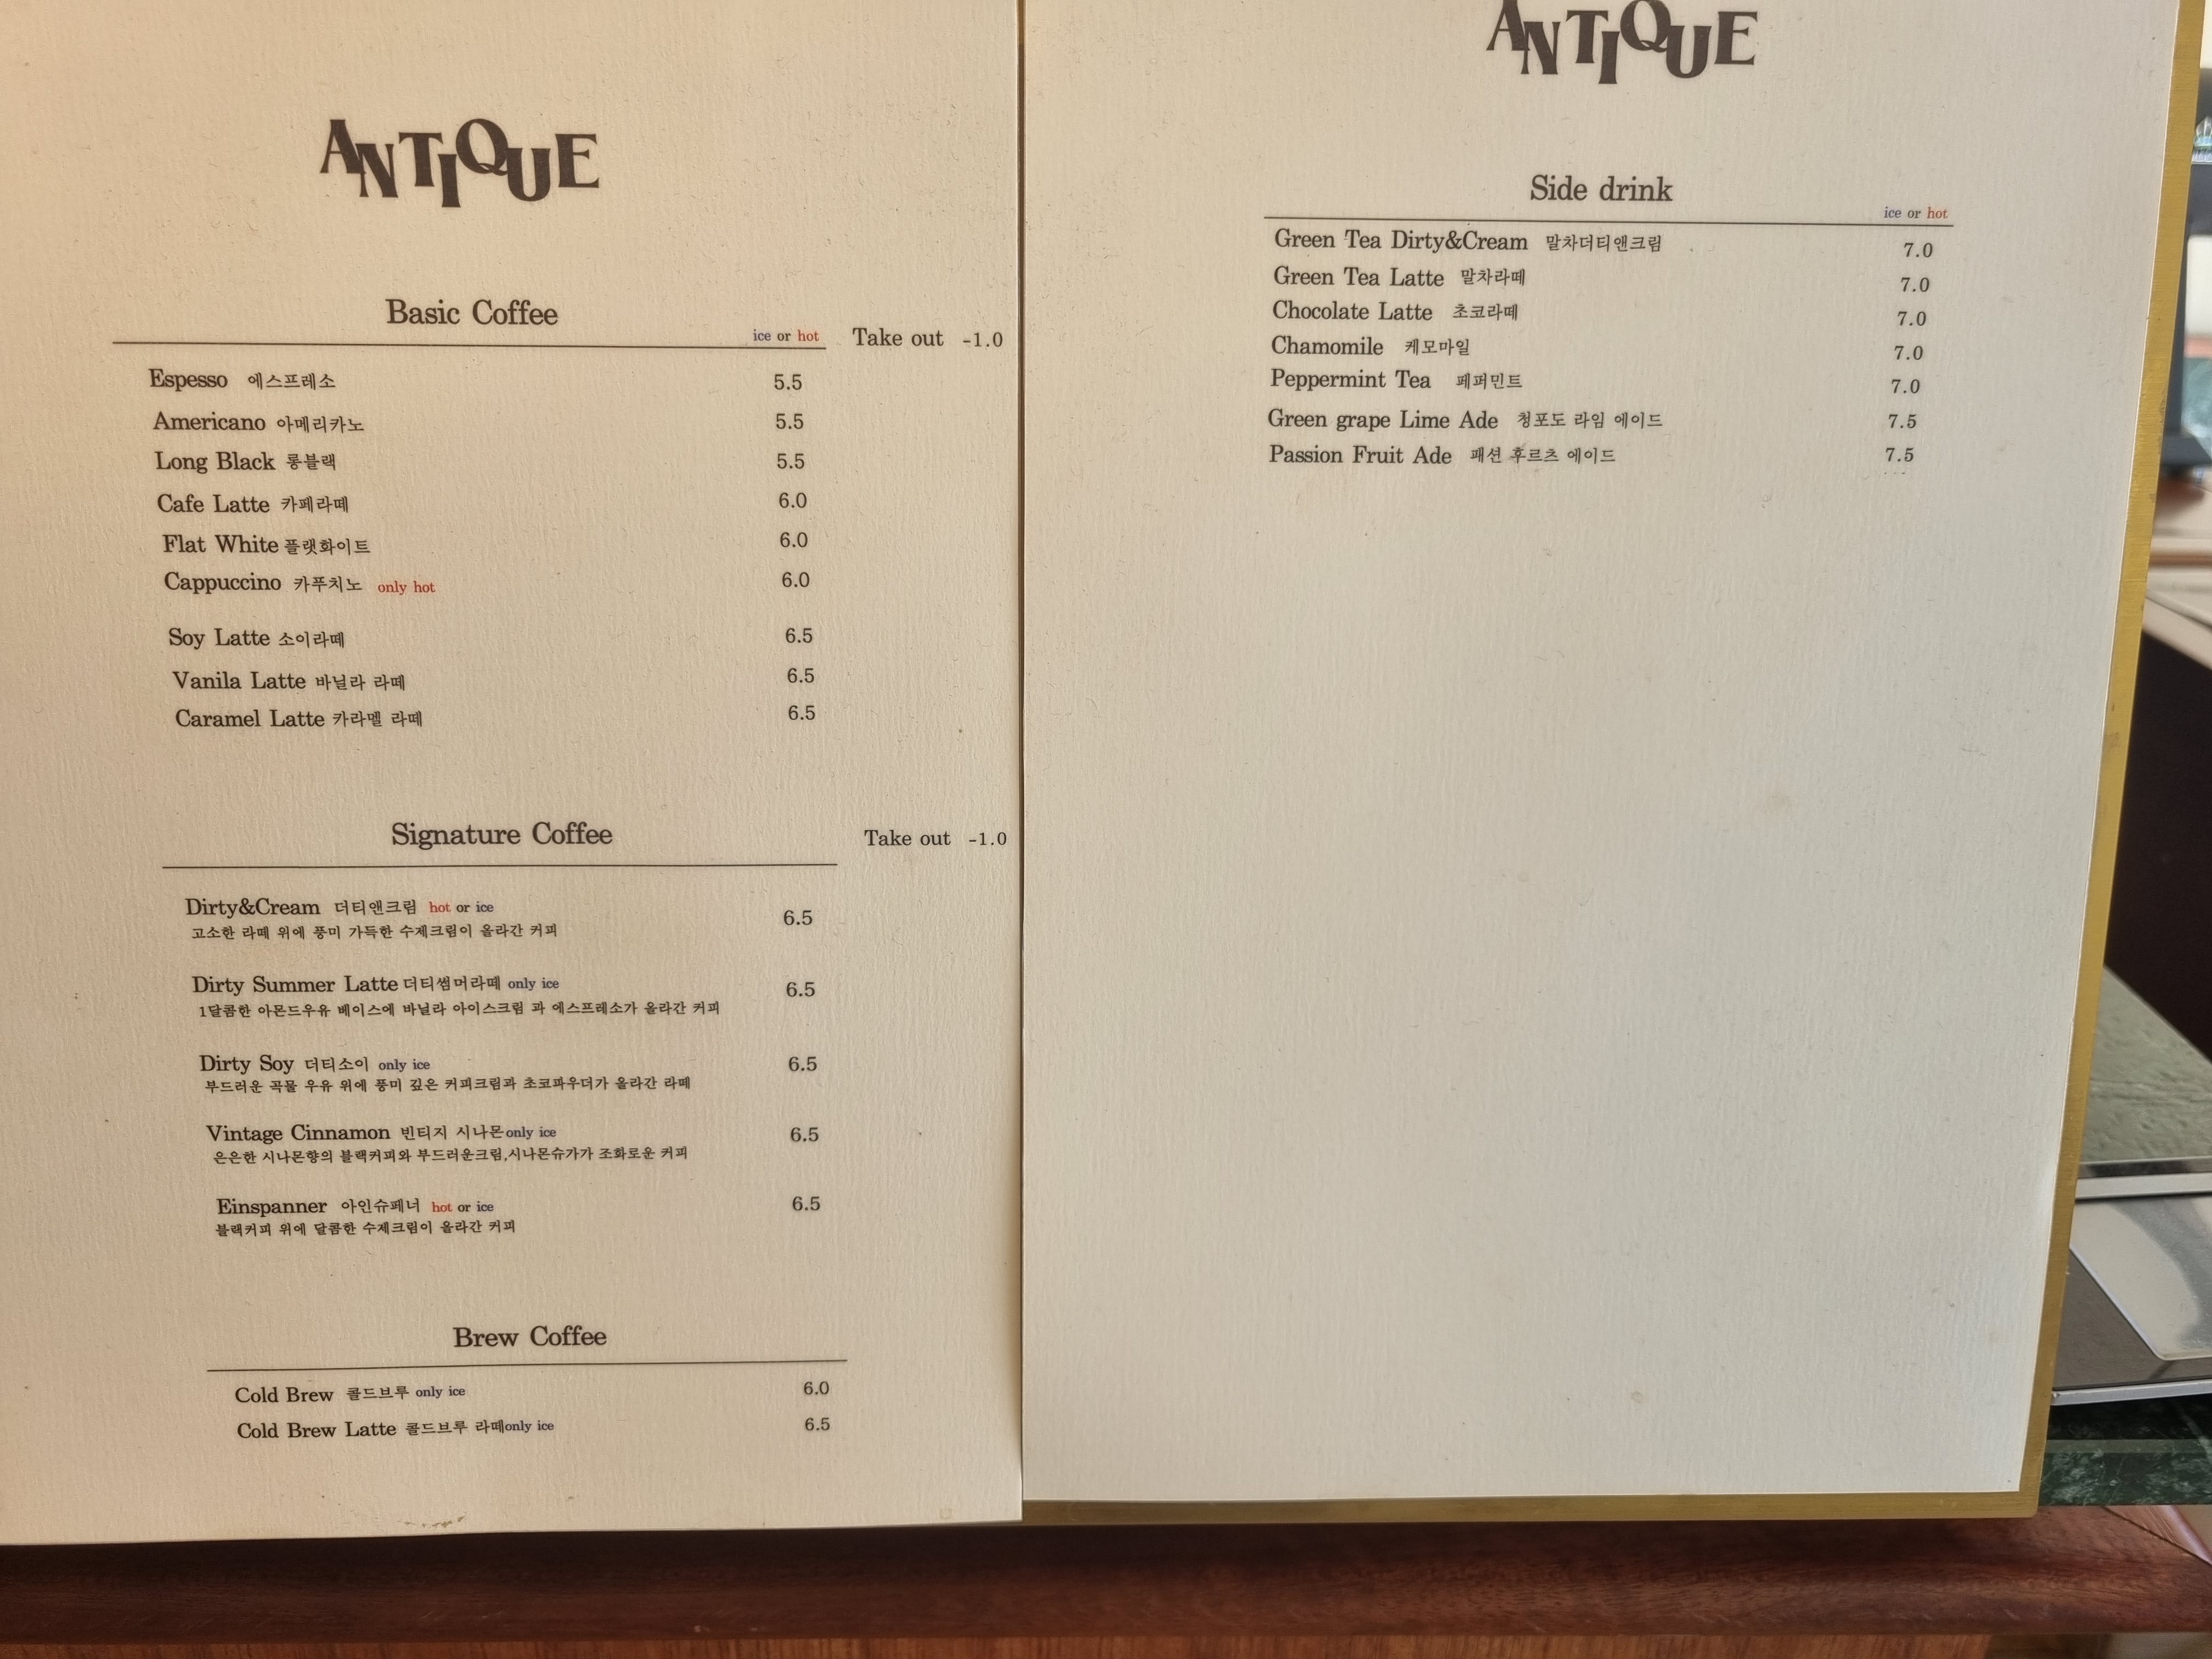 ANTIQUE
Basic Coffee
ice or hot Take out -1.0
Espesso 에스프레소 5.5
Americano 아메리카노 5.5
Long Black 롱블랙 5.5
Cafe Latte 카페라떼 6.0
Flat White 플랫화이트 6.0
Cappuccino 카푸치노 only hot 6.0
Soy Latte 소이라떼 6.5
Vanila Latte 바닐라 라떼 6.5
Caramel Latte 카라멜 라떼 6.5
Signature Coffee Take out -1.0
Dirty&Cream 더티앤크림 hot or ice 6.5
고소한 라떼 위에 풍미 가득한 수제크림이 올라간 커피
Dirty Summer Latte 더티썸머라떼 only ice 6.5
1달콤한 아몬드우유 베이스에 바닐라 아이스크림 과 에스프레소가 올라간 커피
Dirty Soy 더티소이 only ice 6.5
부드러운 곡물 우유 위에 풍미 깊은 커피크림과 초코파우더가 올라간 라떼
Vintage Cinnamon 빈티지 시나몬only ice 6.5
은은한 시나몬향의 블랙커피와 부드러운크림,시나몬슈가가 조화로운 커피
Einspanner 아인슈페너 hot or ice 6.5
블랙커피 위에 달콤한 수제크림이 올라간 커피
Brew Coffee
Cold Brew 콜드브루 only ice 6.0
Cold Brew Latte 콜드브루 라떼only ice 6.5
ANTIQUE
Side drink
ice or hot
Green Tea Dirty&Cream 말차더티앤크림 7.0
Green Tea Latte 말차라떼 7.0
Chocolate Latte 초코라떼 7.0
Chamomile 케모마일 7.0
Peppermint Tea 페퍼민트 7.0
Green grape Lime Ade 청포도 라임 에이드 7.5
Passion Fruit Ade 패션 후르츠 에이드 7.5